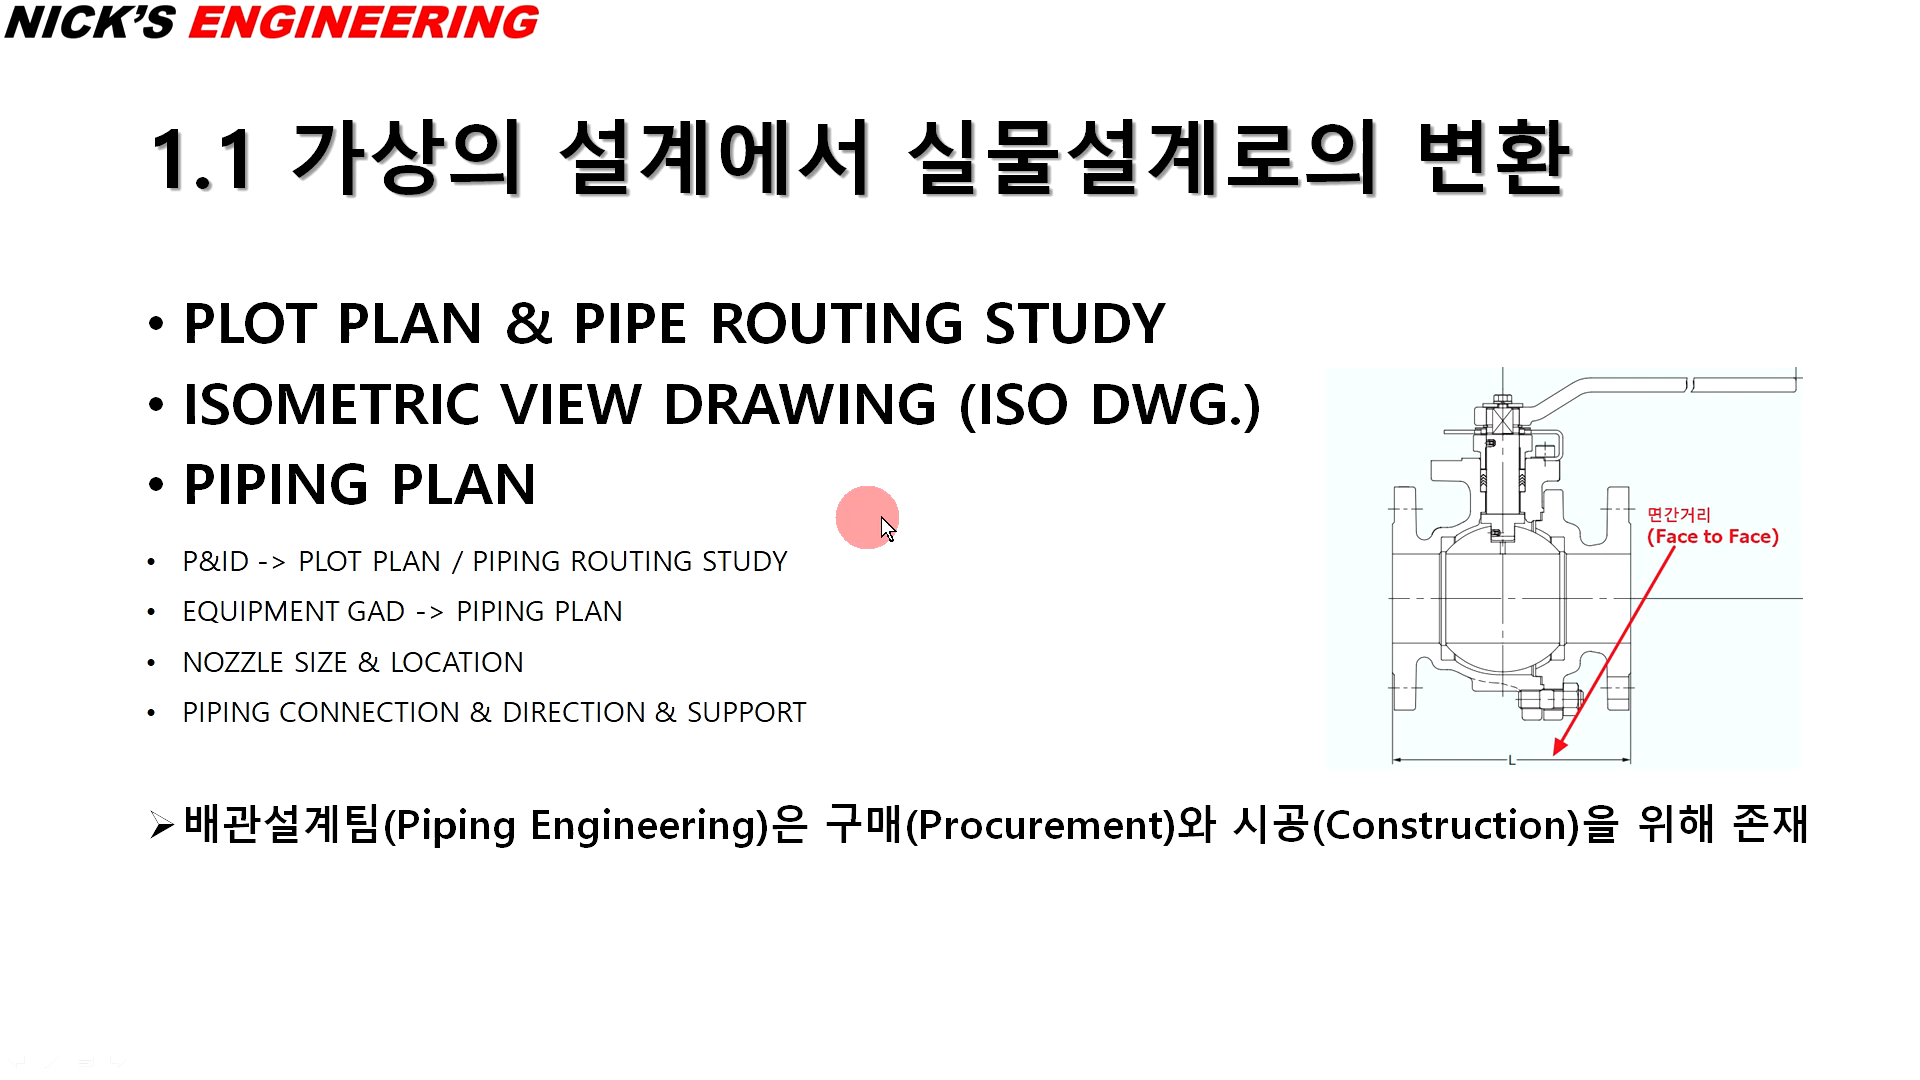 NICK'S ENGINEERING
1.1 가상의 설계에서 실물설계로의 변환
• PLOT PLAN & PIPE ROUTING STUDY
• ISOMETRIC VIEW DRAWING (ISO DWG.)
• PIPING PLAN
• P&ID -> PLOT PLAN / PIPING ROUTING STUDY
• EQUIPMENT GAD -> PIPING PLAN
• NOZZLE SIZE & LOCATION
• PIPING CONNECTION & DIRECTION & SUPPORT
면간거리
(Face to Face)
L
➢ 배관설계팀(Piping Engineering)은 구매(Procurement)와 시공(Construction)을 위해 존재